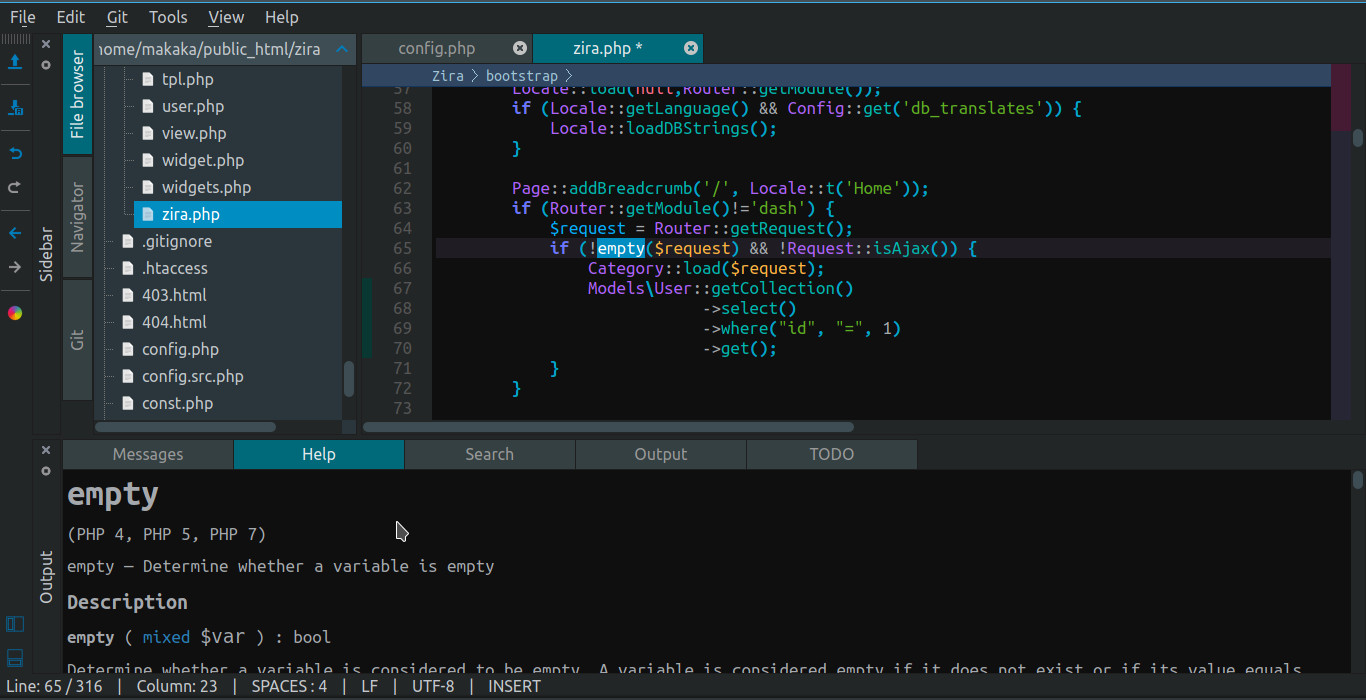 File Edit Git Tools View Help
Sidebar
File browser
Navigator
Git
home/makaka/public_html/zira
tpl.php
user.php
view.php
widget.php
widgets.php
zira.php
.gitignore
.htaccess
403.html
404.html
config.php
config.src.php
const.php
config.php
zira.php *
Zira > bootstrap >
57 Locale::load(null,Router::getModule());
58 if (Locale::getLanguage() && Config::get('db_translates')) {
59 Locale::loadDBStrings();
60 }
61
62 Page::addBreadcrumb('/', Locale::t('Home'));
63 if (Router::getModule()!='dash') {
64 $request = Router::getRequest();
65 if (!empty($request) && !Request::isAjax()) {
66 Category::load($request);
67 Models\User::getCollection()
68 ->select()
69 ->where("id", "=", 1)
70 ->get();
71 }
72 }
73
Output
Messages Help Search Output TODO
empty
(PHP 4, PHP 5, PHP 7)
empty — Determine whether a variable is empty
Description
empty ( mixed $var ) : bool
Determine whether a variable is considered to be empty. A variable is considered empty if it does not exist or if its value equals
Line: 65 / 316 | Column: 23 | SPACES : 4 | LF | UTF-8 | INSERT